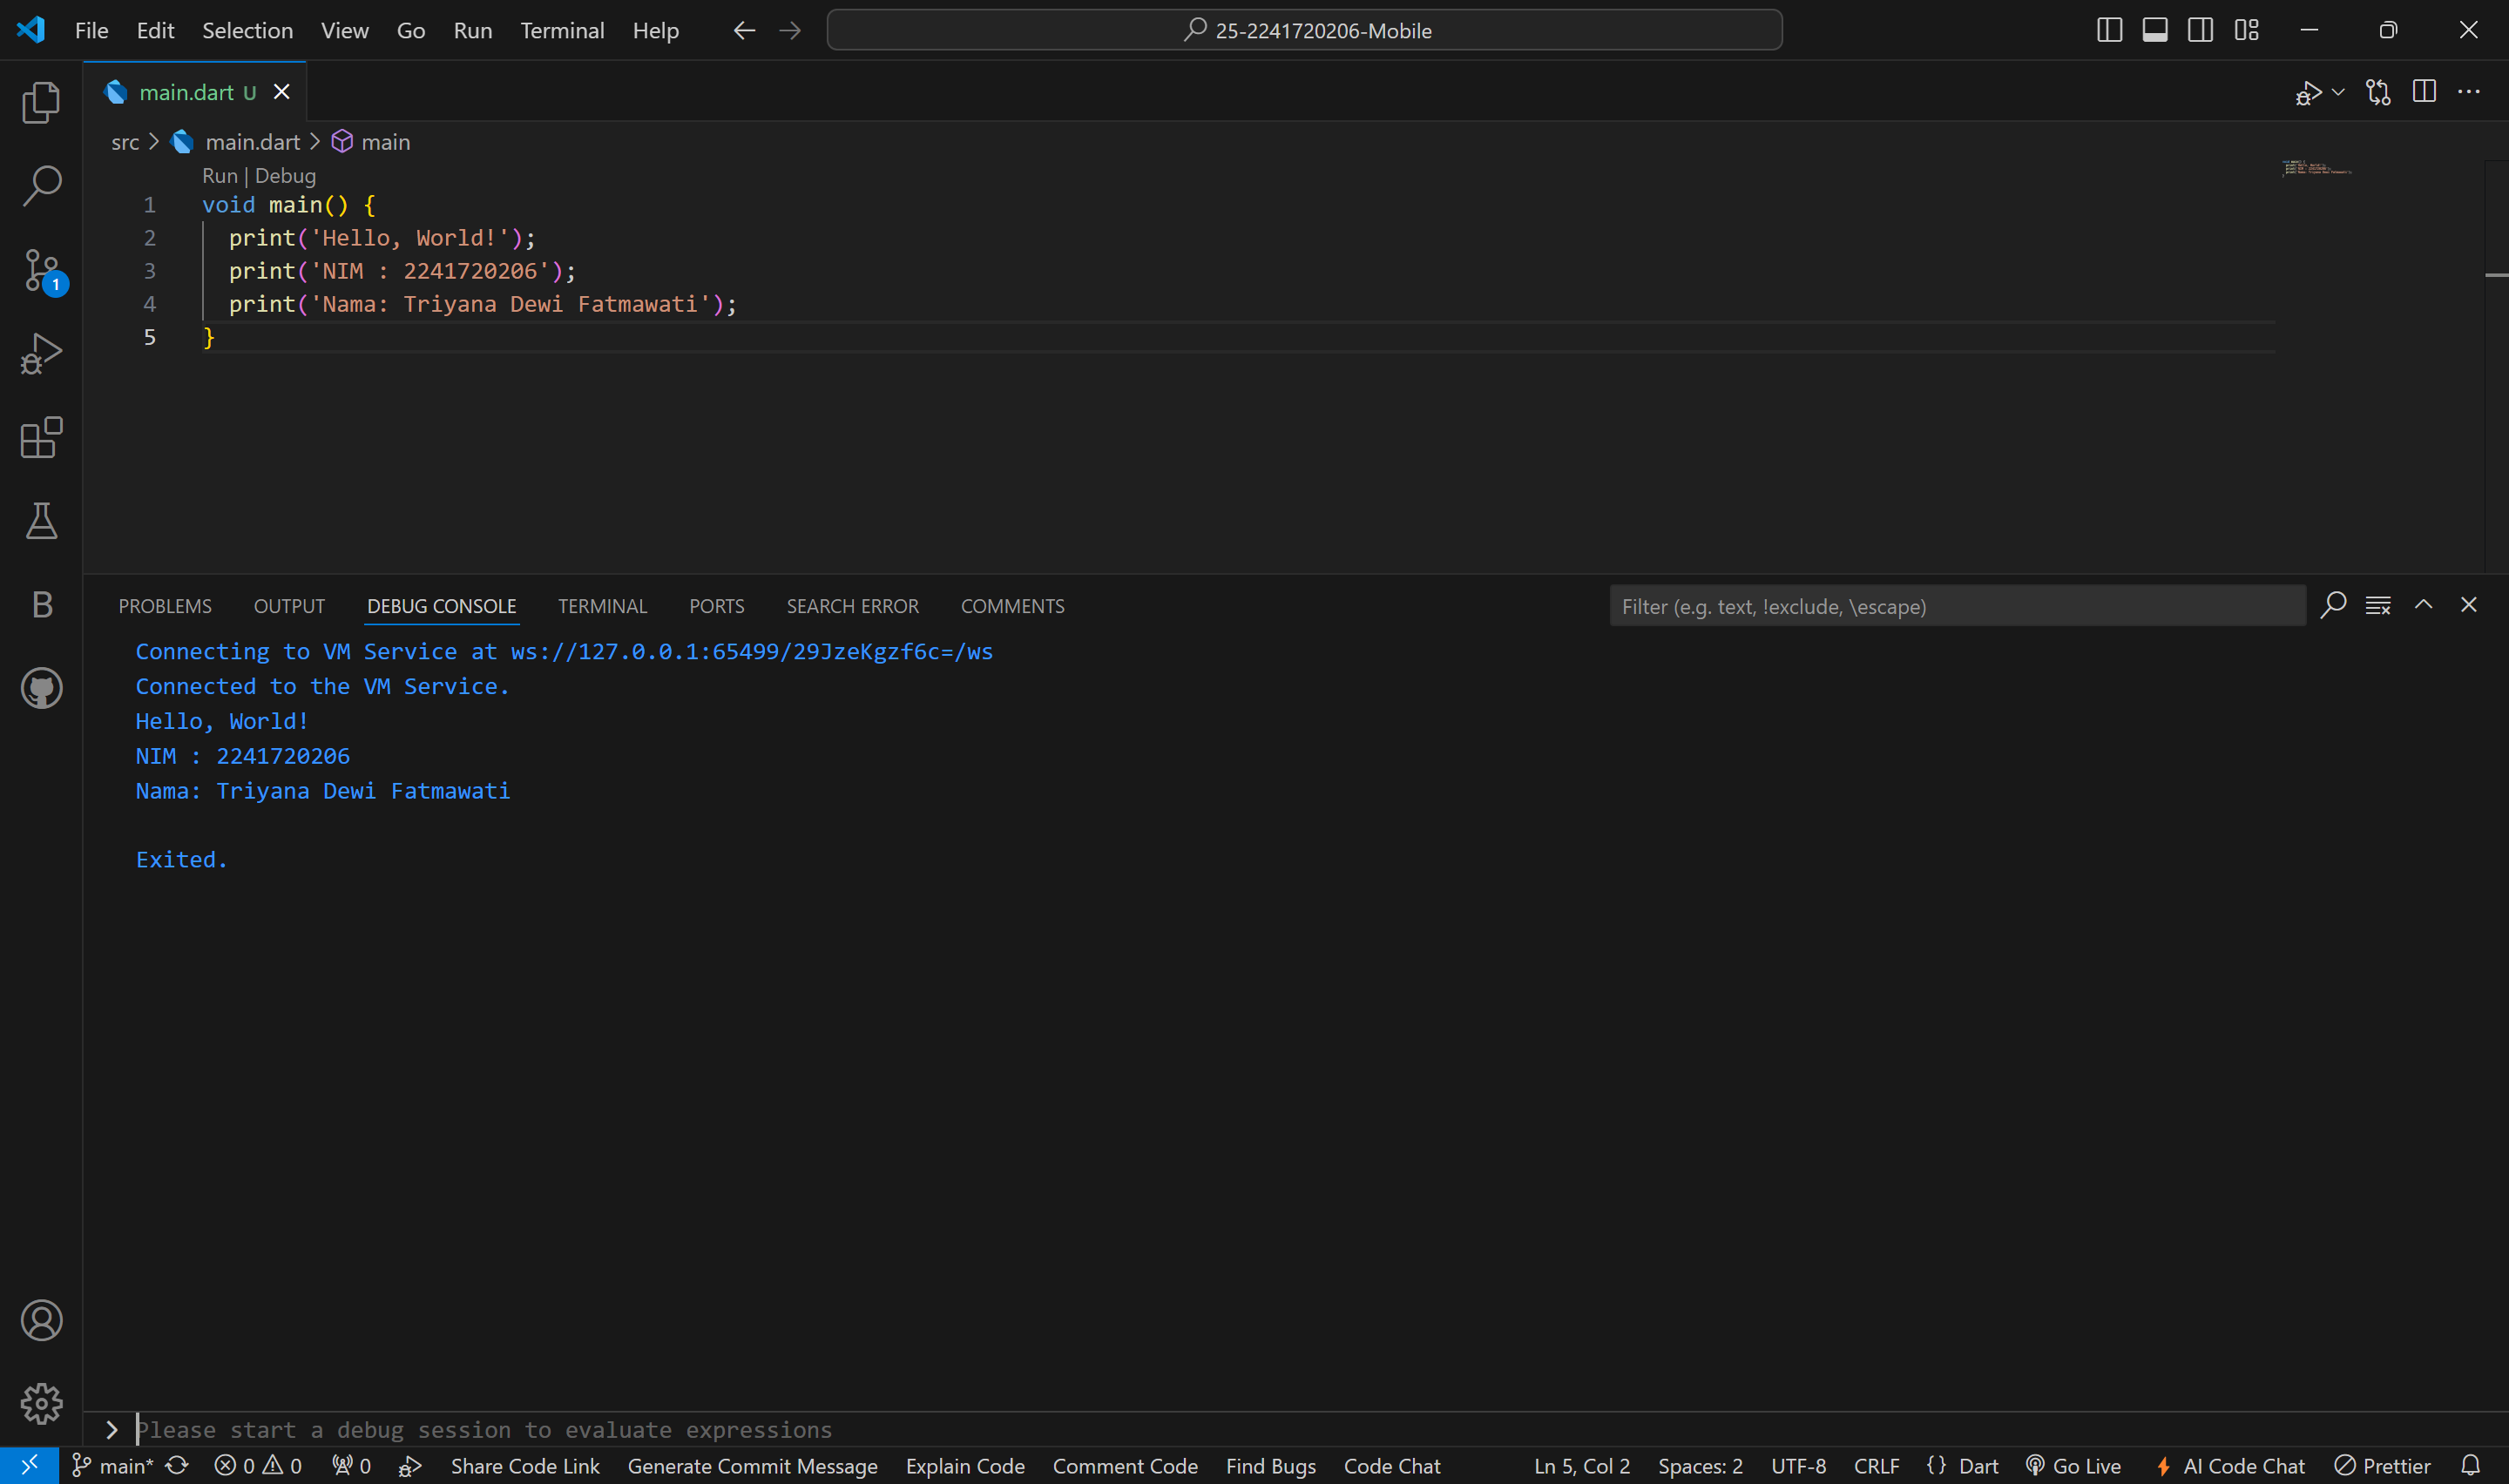 File Edit Selection View Go Run Terminal Help 25-2241720206-Mobile
main.dart U
src > main.dart > main
Run | Debug
1 void main() {
2 print('Hello, World!');
3 print('NIM : 2241720206');
4 print('Nama: Triyana Dewi Fatmawati');
5 }
PROBLEMS OUTPUT DEBUG CONSOLE TERMINAL PORTS SEARCH ERROR COMMENTS Filter (e.g. text, !exclude, \escape)
Connecting to VM Service at ws://127.0.0.1:65499/29JzeKgzf6c=/ws
Connected to the VM Service.
Hello, World!
NIM : 2241720206
Nama: Triyana Dewi Fatmawati
Exited.
1
B
> Please start a debug session to evaluate expressions
main* 0 0 0 Share Code Link Generate Commit Message Explain Code Comment Code Find Bugs Code Chat Ln 5, Col 2 Spaces: 2 UTF-8 CRLF {} Dart Go Live AI Code Chat Prettier